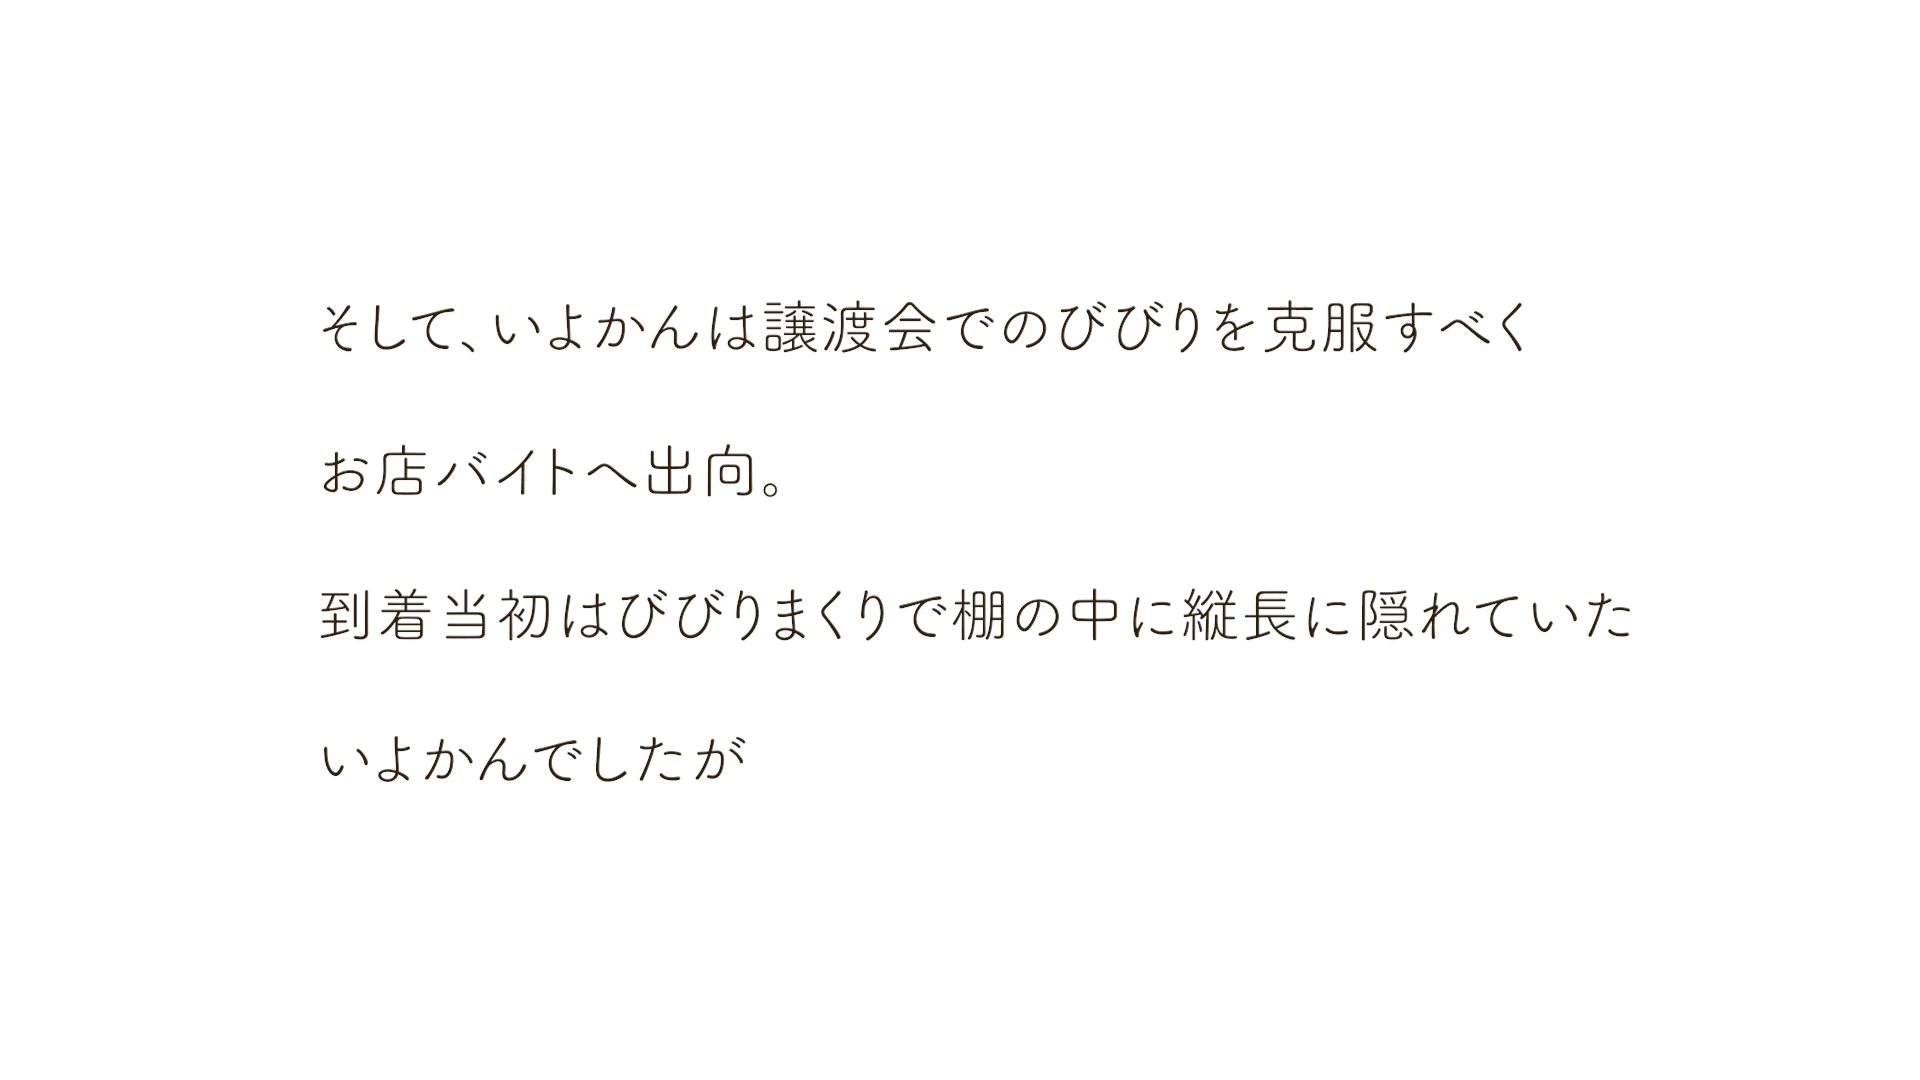 そして、いよかんは譲渡会でのびびりを克服すべく
お店バイトへ出向。
到着当初はびびりまくりで棚の中に縦長に隠れていた
いよかんでしたが